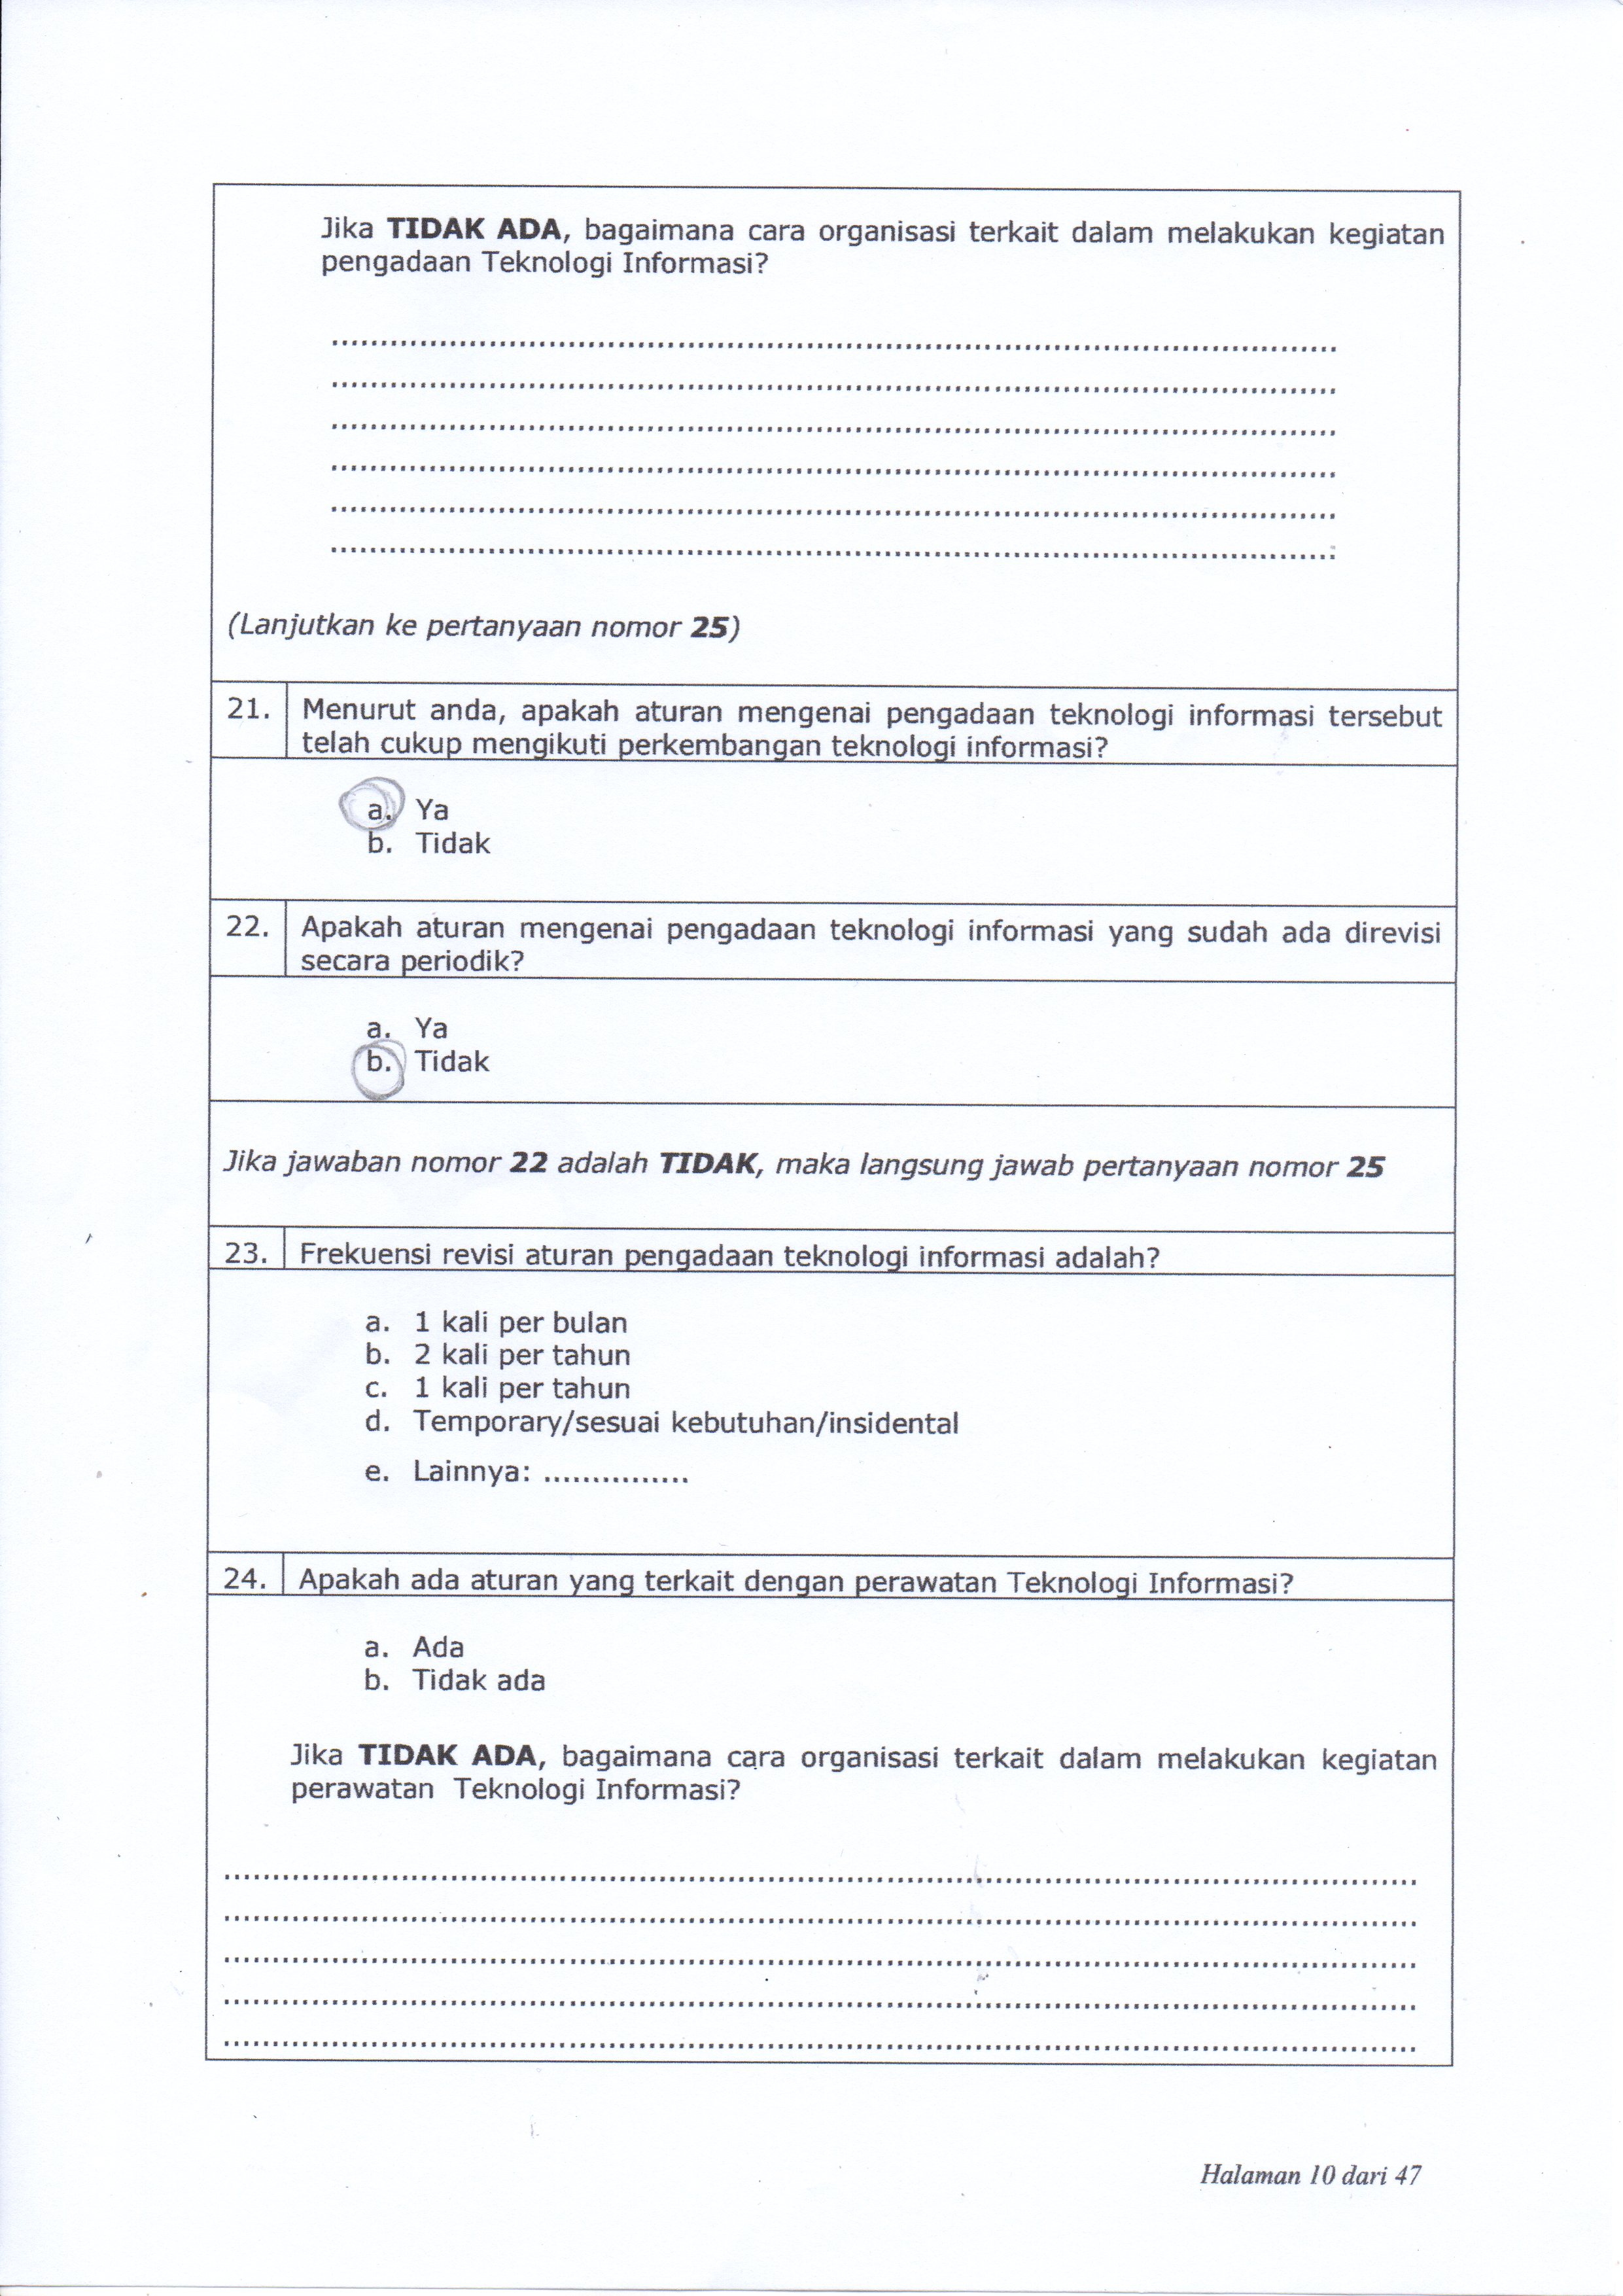 Jika TIDAK ADA, bagaimana cara organisasi terkait dalam melakukan kegiatan
pengadaan Teknologi Informasi?
................................................................................
................................................................................
................................................................................
................................................................................
................................................................................
................................................................................
(Lanjutkan ke pertanyaan nomor 25)
21. Menurut anda, apakah aturan mengenai pengadaan teknologi informasi tersebut
telah cukup mengikuti perkembangan teknologi informasi?
a. Ya
b. Tidak
22. Apakah aturan mengenai pengadaan teknologi informasi yang sudah ada direvisi
secara periodik?
a. Ya
b. Tidak
Jika jawaban nomor 22 adalah TIDAK, maka langsung jawab pertanyaan nomor 25
23. Frekuensi revisi aturan pengadaan teknologi informasi adalah?
a. 1 kali per bulan
b. 2 kali per tahun
c. 1 kali per tahun
d. Temporary/sesuai kebutuhan/insidental
e. Lainnya: ...............
24. Apakah ada aturan yang terkait dengan perawatan Teknologi Informasi?
a. Ada
b. Tidak ada
Jika TIDAK ADA, bagaimana cara organisasi terkait dalam melakukan kegiatan
perawatan Teknologi Informasi?
................................................................................
................................................................................
................................................................................
................................................................................
................................................................................
Halaman 10 dari 47